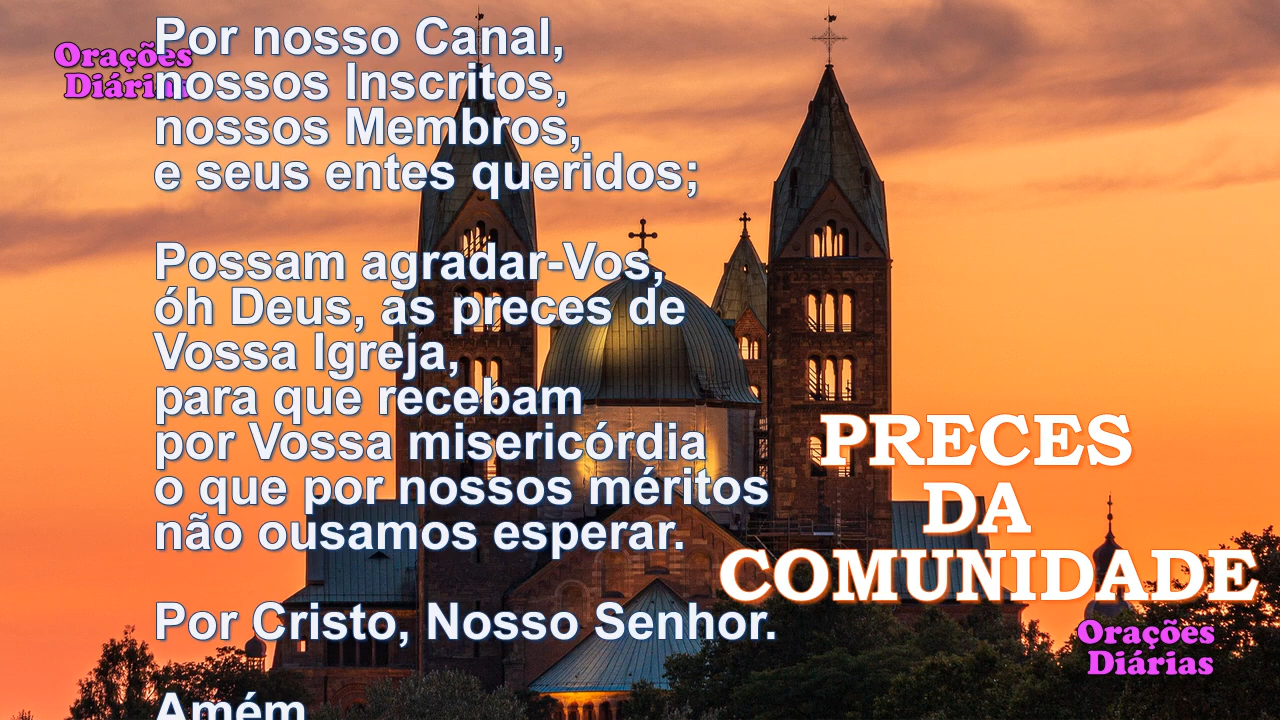 Orações
Diárias
Por nosso Canal,
nossos Inscritos,
nossos Membros,
e seus entes queridos;
Possam agradar-Vos,
óh Deus, as preces de
Vossa Igreja,
para que recebam
por Vossa misericórdia
o que por nossos méritos
não ousamos esperar.
Por Cristo, Nosso Senhor.
Amém
PRECES
DA
COMUNIDADE
Orações
Diárias